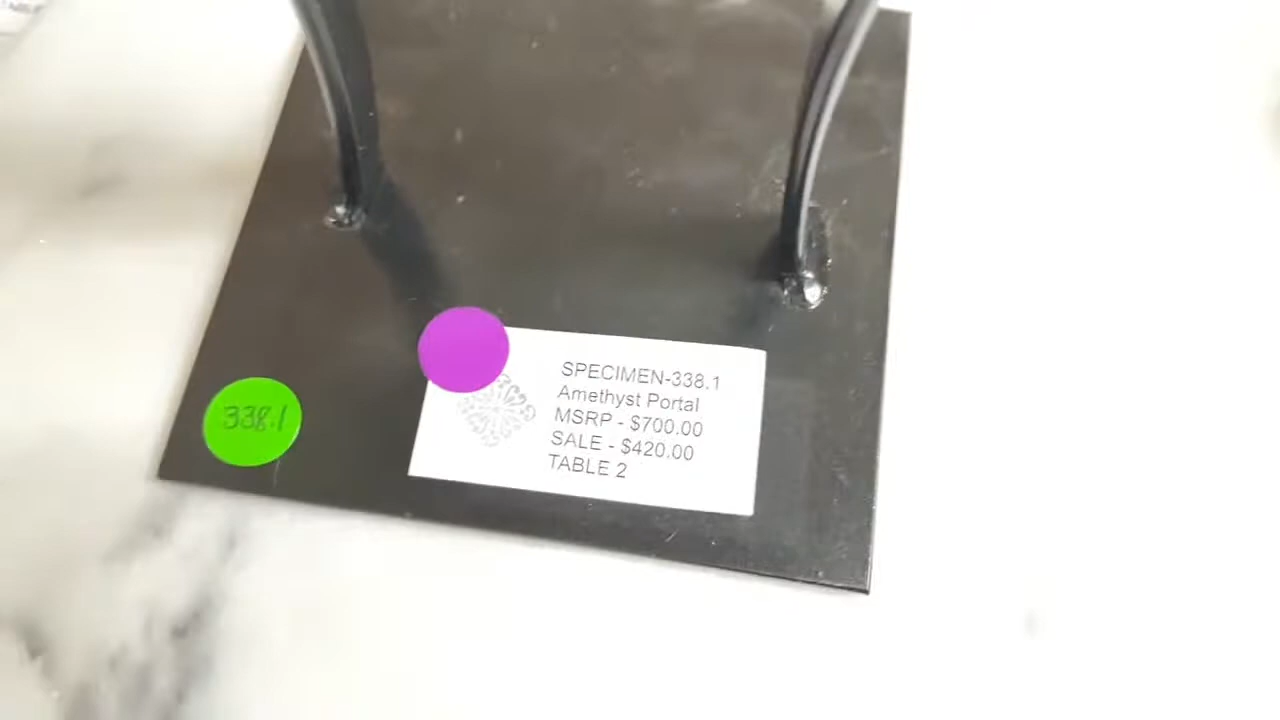 338.1
SPECIMEN-338.1
Amethyst Portal
MSRP - $700.00
SALE - $420.00
TABLE 2